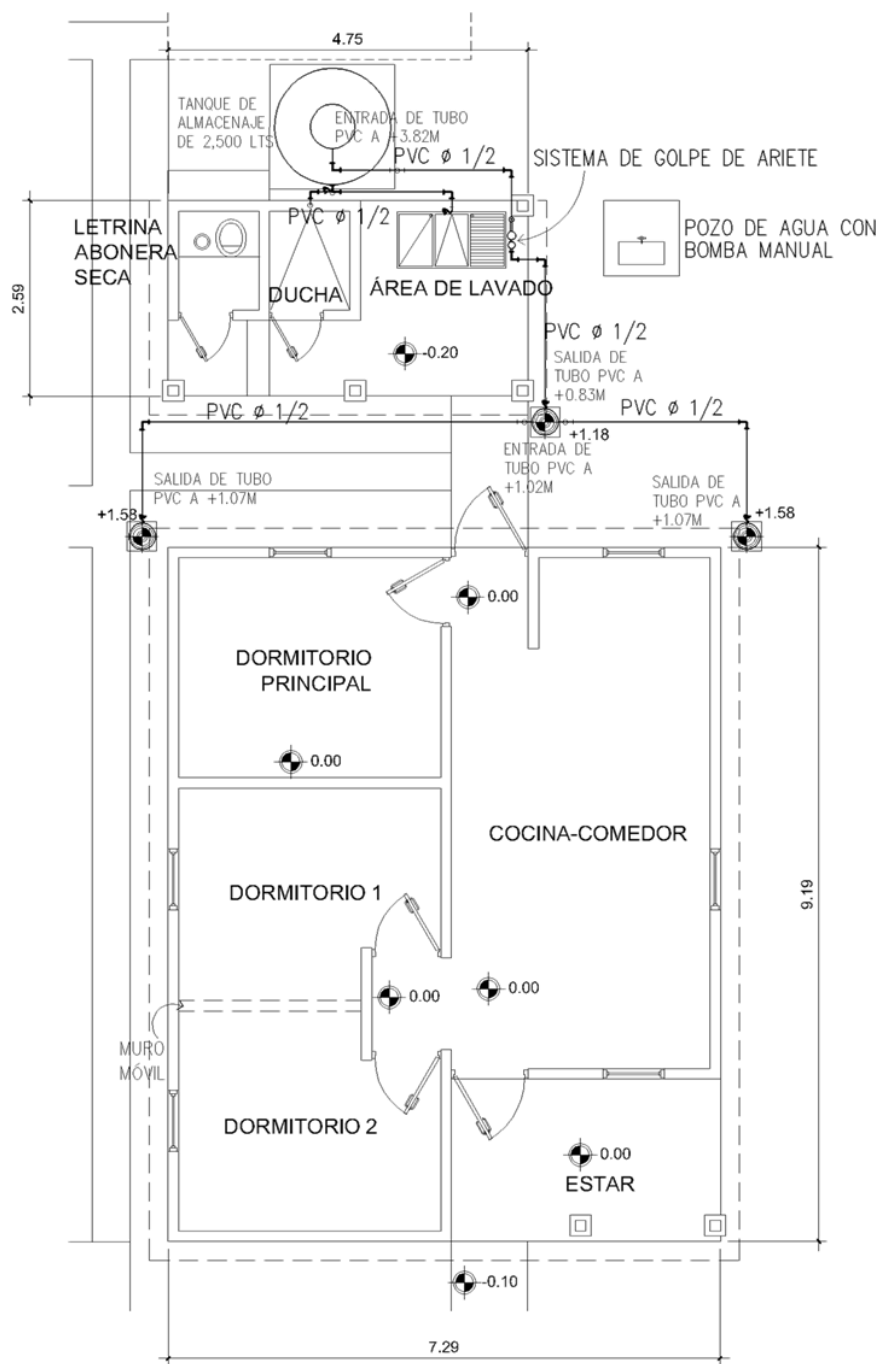 4.75
TANQUE DE
ALMACENAJE
DE 2,500 LTS
ENTRADA DE TUBO
PVC A +3.82M
PVC ø 1/2
SISTEMA DE GOLPE DE ARIETE
LETRINA
ABONERA
SECA
PVC ø 1/2
POZO DE AGUA CON
BOMBA MANUAL
2.59
DUCHA
ÁREA DE LAVADO
-0.20
PVC ø 1/2
SALIDA DE
TUBO PVC A
+0.83M
PVC ø 1/2
PVC ø 1/2
+1.18
ENTRADA DE
TUBO PVC A
+1.02M
SALIDA DE TUBO
PVC A +1.07M
SALIDA DE
TUBO PVC A
+1.07M
+1.58
+1.58
0.00
DORMITORIO
PRINCIPAL
0.00
COCINA-COMEDOR
DORMITORIO 1
9.19
0.00
0.00
MURO
MÓVIL
DORMITORIO 2
0.00
ESTAR
-0.10
7.29